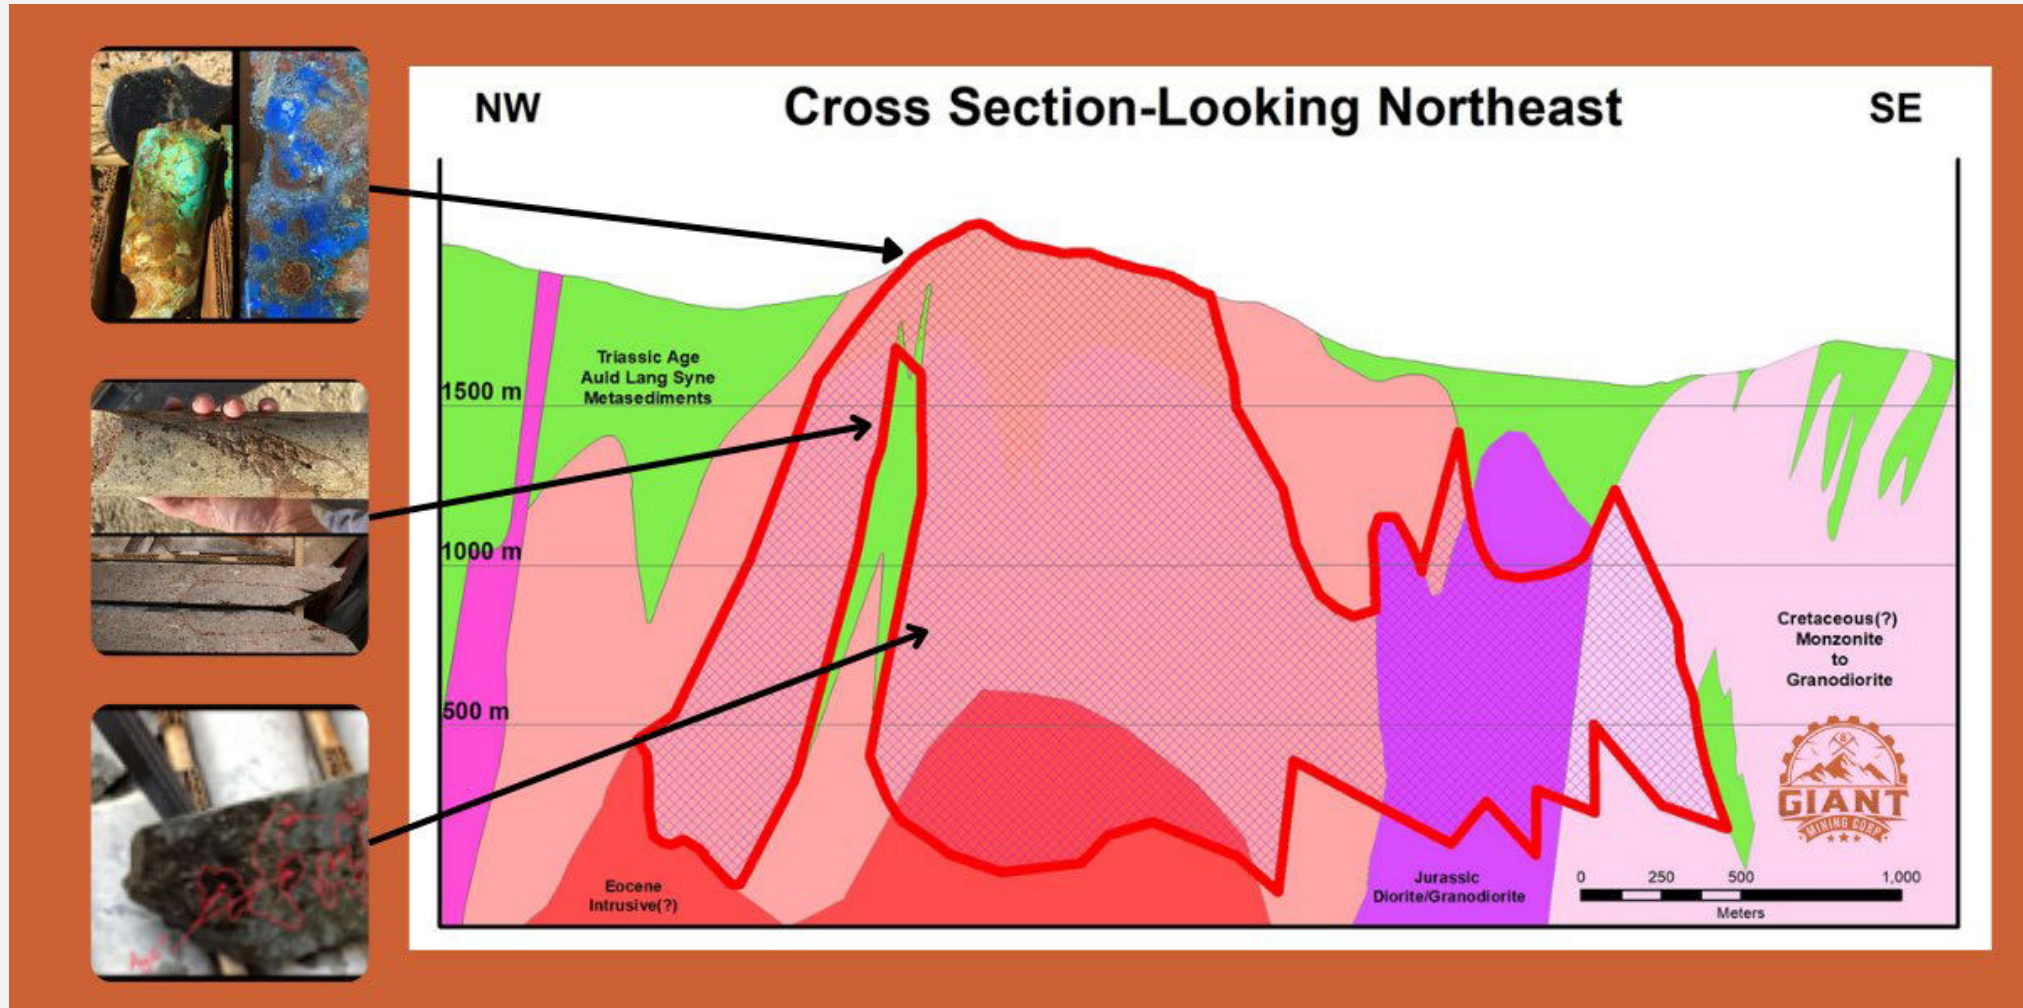 NW
Cross Section-Looking Northeast
SE
Triassic Age
Auld Lang Syne
Metasediments
1500 m
1000 m
500 m
Cretaceous(?)
Monzonite
to
Granodiorite
GIANT
MINING CORP.
Eocene
Intrusive(?)
Jurassic
Diorite/Granodiorite
0 250 500 1,000
Meters